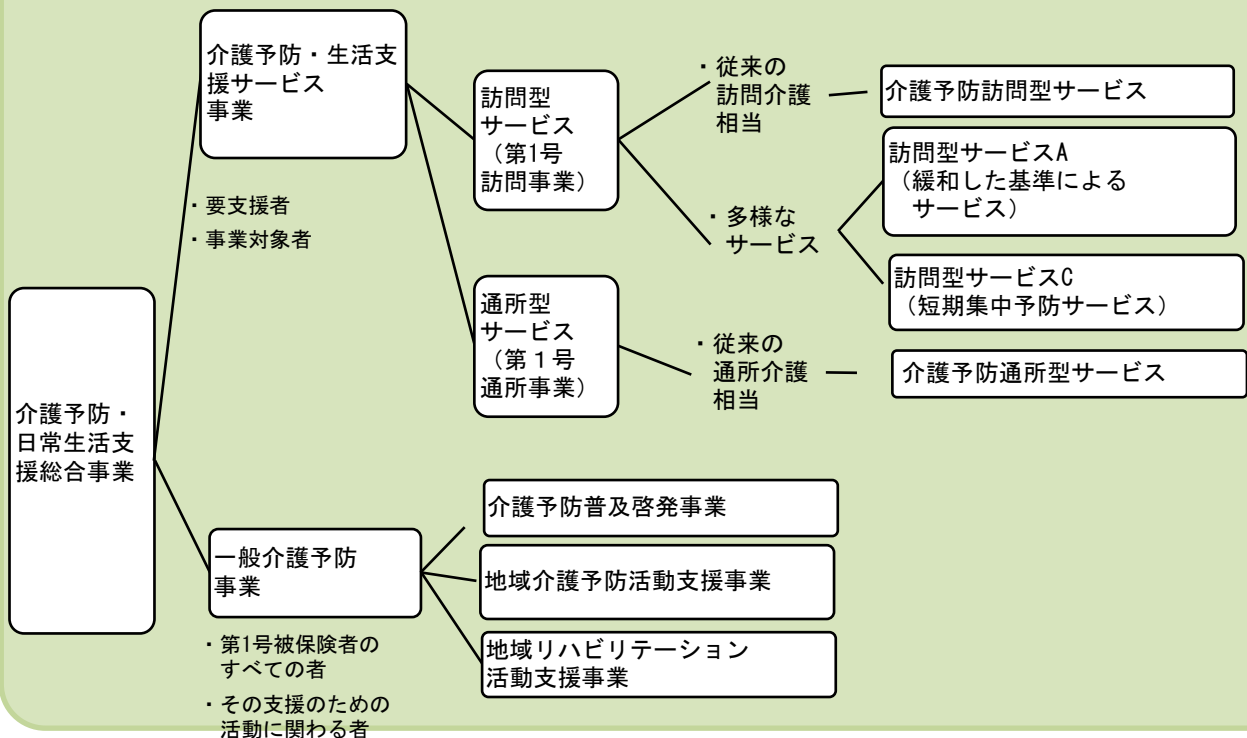 介護予防・
日常生活支
援総合事業
介護予防・生活支
援サービス
事業
・要支援者
・事業対象者
訪問型
サービス
（第1号
訪問事業）
・従来の
訪問介護
相当
介護予防訪問型サービス
・多様な
サービス
訪問型サービスA
（緩和した基準による
サービス）
訪問型サービスC
（短期集中予防サービス）
通所型
サービス
（第１号
通所事業）
・従来の
通所介護
相当
介護予防通所型サービス
一般介護予防
事業
・第1号被保険者の
すべての者
・その支援のための
活動に関わる者
介護予防普及啓発事業
地域介護予防活動支援事業
地域リハビリテーション
活動支援事業